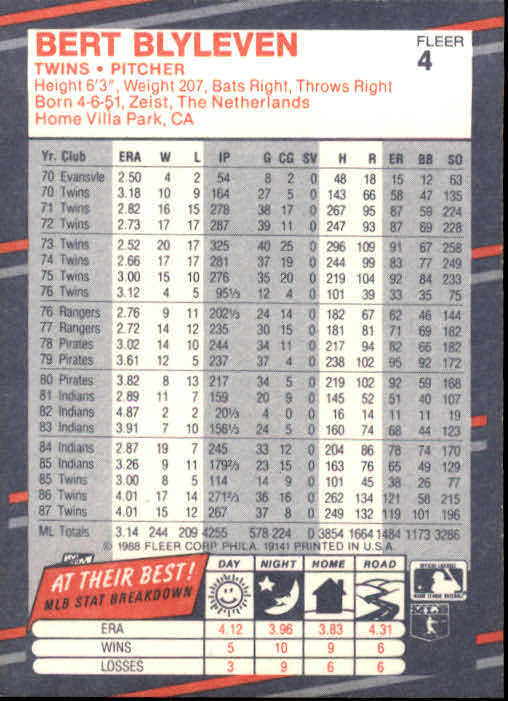 BERT BLYLEVEN
FLEER
4
TWINS • PITCHER
Height 6'3", Weight 207, Bats Right, Throws Right
Born 4-6-51, Zeist, The Netherlands
Home Villa Park, CA
Yr. Club ERA W L IP G CG SV H R ER BB SO
70 Evansvle 2.50 4 2 54 8 2 0 48 18 15 12 63
70 Twins 3.18 10 9 164 27 5 0 143 66 58 47 135
71 Twins 2.82 16 15 278 38 17 0 267 95 87 59 224
72 Twins 2.73 17 17 287 39 11 0 247 93 87 69 228
73 Twins 2.52 20 17 325 40 25 0 296 109 91 67 258
74 Twins 2.66 17 17 281 37 19 0 244 99 83 77 249
75 Twins 3.00 15 10 276 35 20 0 219 104 92 84 233
76 Twins 3.12 4 5 95⅓ 12 4 0 101 39 33 35 75
76 Rangers 2.76 9 11 202⅓ 24 14 0 182 67 62 46 144
77 Rangers 2.72 14 12 235 30 15 0 181 81 71 69 182
78 Pirates 3.02 14 10 244 34 11 0 217 94 82 66 182
79 Pirates 3.61 12 5 237 37 4 0 238 102 95 92 172
80 Pirates 3.82 8 13 217 34 5 0 219 102 92 59 168
81 Indians 2.89 11 7 159 20 9 0 145 52 51 40 107
82 Indians 4.87 2 2 20⅓ 4 0 0 16 14 11 11 19
83 Indians 3.91 7 10 156⅓ 24 5 0 160 74 68 44 123
84 Indians 2.87 19 7 245 33 12 0 204 86 78 74 170
85 Indians 3.26 9 11 179⅔ 23 15 0 163 76 65 49 129
85 Twins 3.00 8 5 114 14 9 0 101 45 38 26 77
86 Twins 4.01 17 14 271⅔ 36 16 0 262 134 121 58 215
87 Twins 4.01 15 12 267 37 8 0 249 132 119 101 196
ML Totals 3.14 244 209 4255 578 224 0 3854 1664 1484 1173 3286
© 1988 FLEER CORP. PHILA. 19141 PRINTED IN U.S.A.
AT THEIR BEST!
MLB STAT BREAKDOWN
DAY NIGHT HOME ROAD
ERA 4.12 3.96 3.83 4.31
WINS 5 10 9 6
LOSSES 3 9 6 6